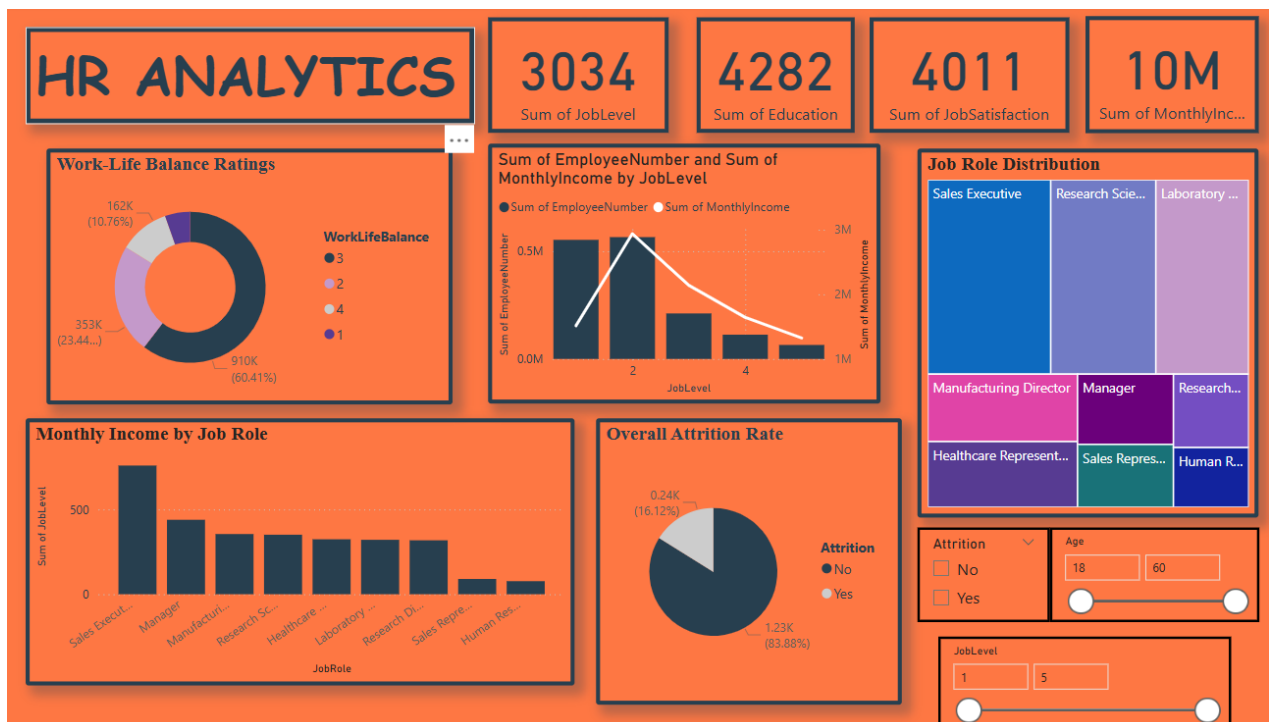 HR ANALYTICS
3034
Sum of JobLevel
4282
Sum of Education
4011
Sum of JobSatisfaction
10M
Sum of MonthlyInc...
Work-Life Balance Ratings
162K
(10.76%)
353K
(23.44...)
910K
(60.41%)
WorkLifeBalance
3
2
4
1
Sum of EmployeeNumber and Sum of
MonthlyIncome by JobLevel
Sum of EmployeeNumber Sum of MonthlyIncome
Sum of EmployeeNumber
0.5M
0.0M
3M
2M
1M
Sum of MonthlyIncome
2 4
JobLevel
Job Role Distribution
Sales Executive
Research Scie...
Laboratory ...
Manufacturing Director
Manager
Research...
Healthcare Represent...
Sales Repres...
Human R...
Monthly Income by Job Role
Sum of JobLevel
500
0
Sales Execut...
Manager
Manufacturi...
Research Sc...
Healthcare ...
Laboratory ...
Research Di...
Sales Repre...
Human Res...
JobRole
Overall Attrition Rate
0.24K
(16.12%)
1.23K
(83.88%)
Attrition
No
Yes
Attrition
No
Yes
Age
18 60
JobLevel
1 5